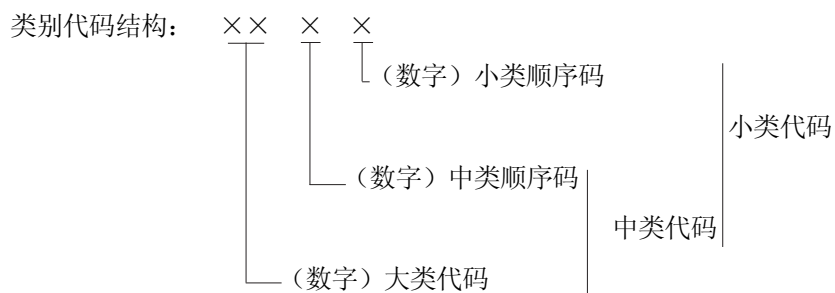 类别代码结构： ×× × ×
（数字）小类顺序码
小类代码
（数字）中类顺序码
中类代码
（数字）大类代码